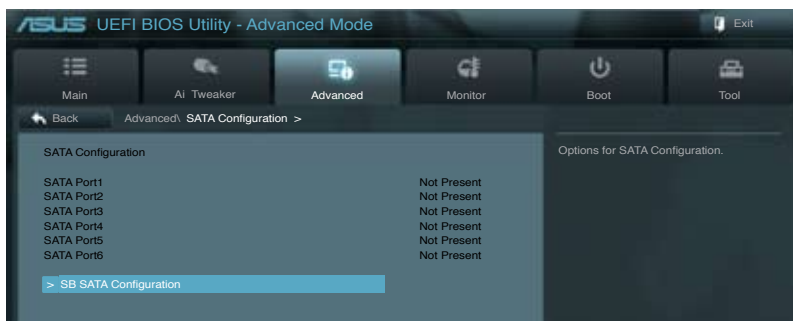 ASUS UEFI BIOS Utility - Advanced Mode
Exit
Main
Ai Tweaker
Advanced
Monitor
Boot
Tool
Back
Advanced\ SATA Configuration >
SATA Configuration
Options for SATA Configuration.
SATA Port1 Not Present
SATA Port2 Not Present
SATA Port3 Not Present
SATA Port4 Not Present
SATA Port5 Not Present
SATA Port6 Not Present
> SB SATA Configuration